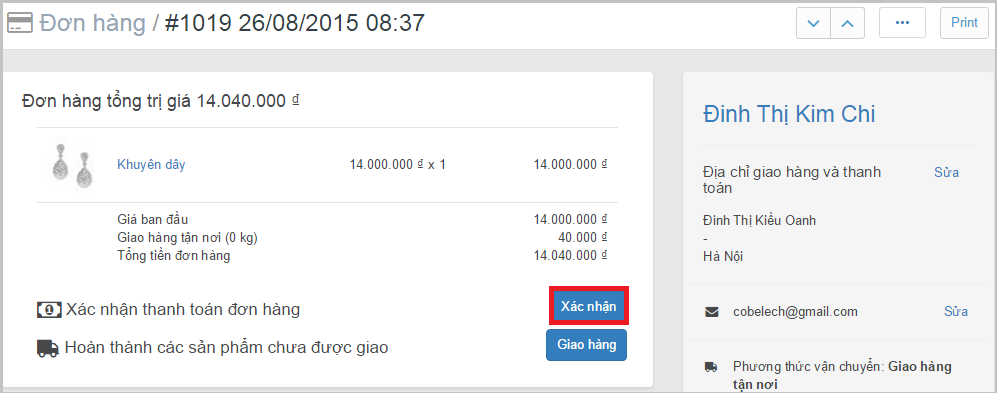 Đơn hàng / #1019 26/08/2015 08:37
Print
Đơn hàng tổng trị giá 14.040.000 ₫
Khuyên dây 14.000.000 ₫ x 1 14.000.000 ₫
Giá ban đầu 14.000.000 ₫
Giao hàng tận nơi (0 kg) 40.000 ₫
Tổng tiền đơn hàng 14.040.000 ₫
Xác nhận thanh toán đơn hàng Xác nhận
Hoàn thành các sản phẩm chưa được giao Giao hàng
Đinh Thị Kim Chi
Địa chỉ giao hàng và thanh Sửa
toán
Đinh Thị Kiều Oanh
-
Hà Nội
cobelech@gmail.com Sửa
Phương thức vận chuyển: Giao hàng
tận nơi